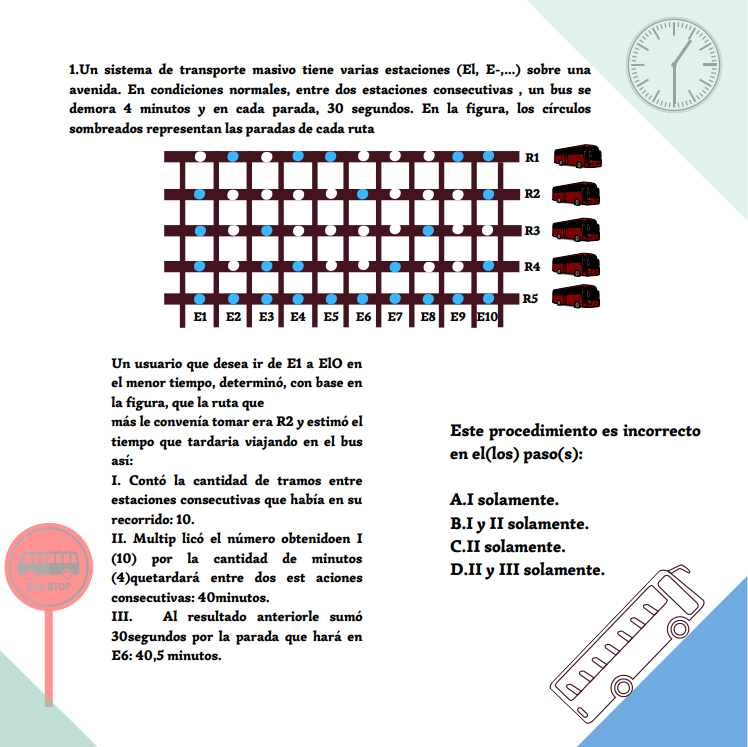 1.Un sistema de transporte masivo tiene varias estaciones (El, E-,...) sobre una
avenida. En condiciones normales, entre dos estaciones consecutivas , un bus se
demora 4 minutos y en cada parada, 30 segundos. En la figura, los círculos
sombreados representan las paradas de cada ruta
R1
R2
R3
R4
R5
E1 E2 E3 E4 E5 E6 E7 E8 E9 E10
Un usuario que desea ir de E1 a ElO en
el menor tiempo, determinó, con base en
la figura, que la ruta que
más le convenía tomar era R2 y estimó el
tiempo que tardaria viajando en el bus
así:
I. Contó la cantidad de tramos entre
estaciones consecutivas que había en su
recorrido: 10.
II. Multip licó el número obtenidoen I
(10) por la cantidad de minutos
(4)quetardará entre dos est aciones
consecutivas: 40minutos.
III. Al resultado anteriorle sumó
30segundos por la parada que hará en
E6: 40,5 minutos.
Este procedimiento es incorrecto
en el(los) paso(s):
A.I solamente.
B.I y II solamente.
C.II solamente.
D.II y III solamente.
BUS STOP